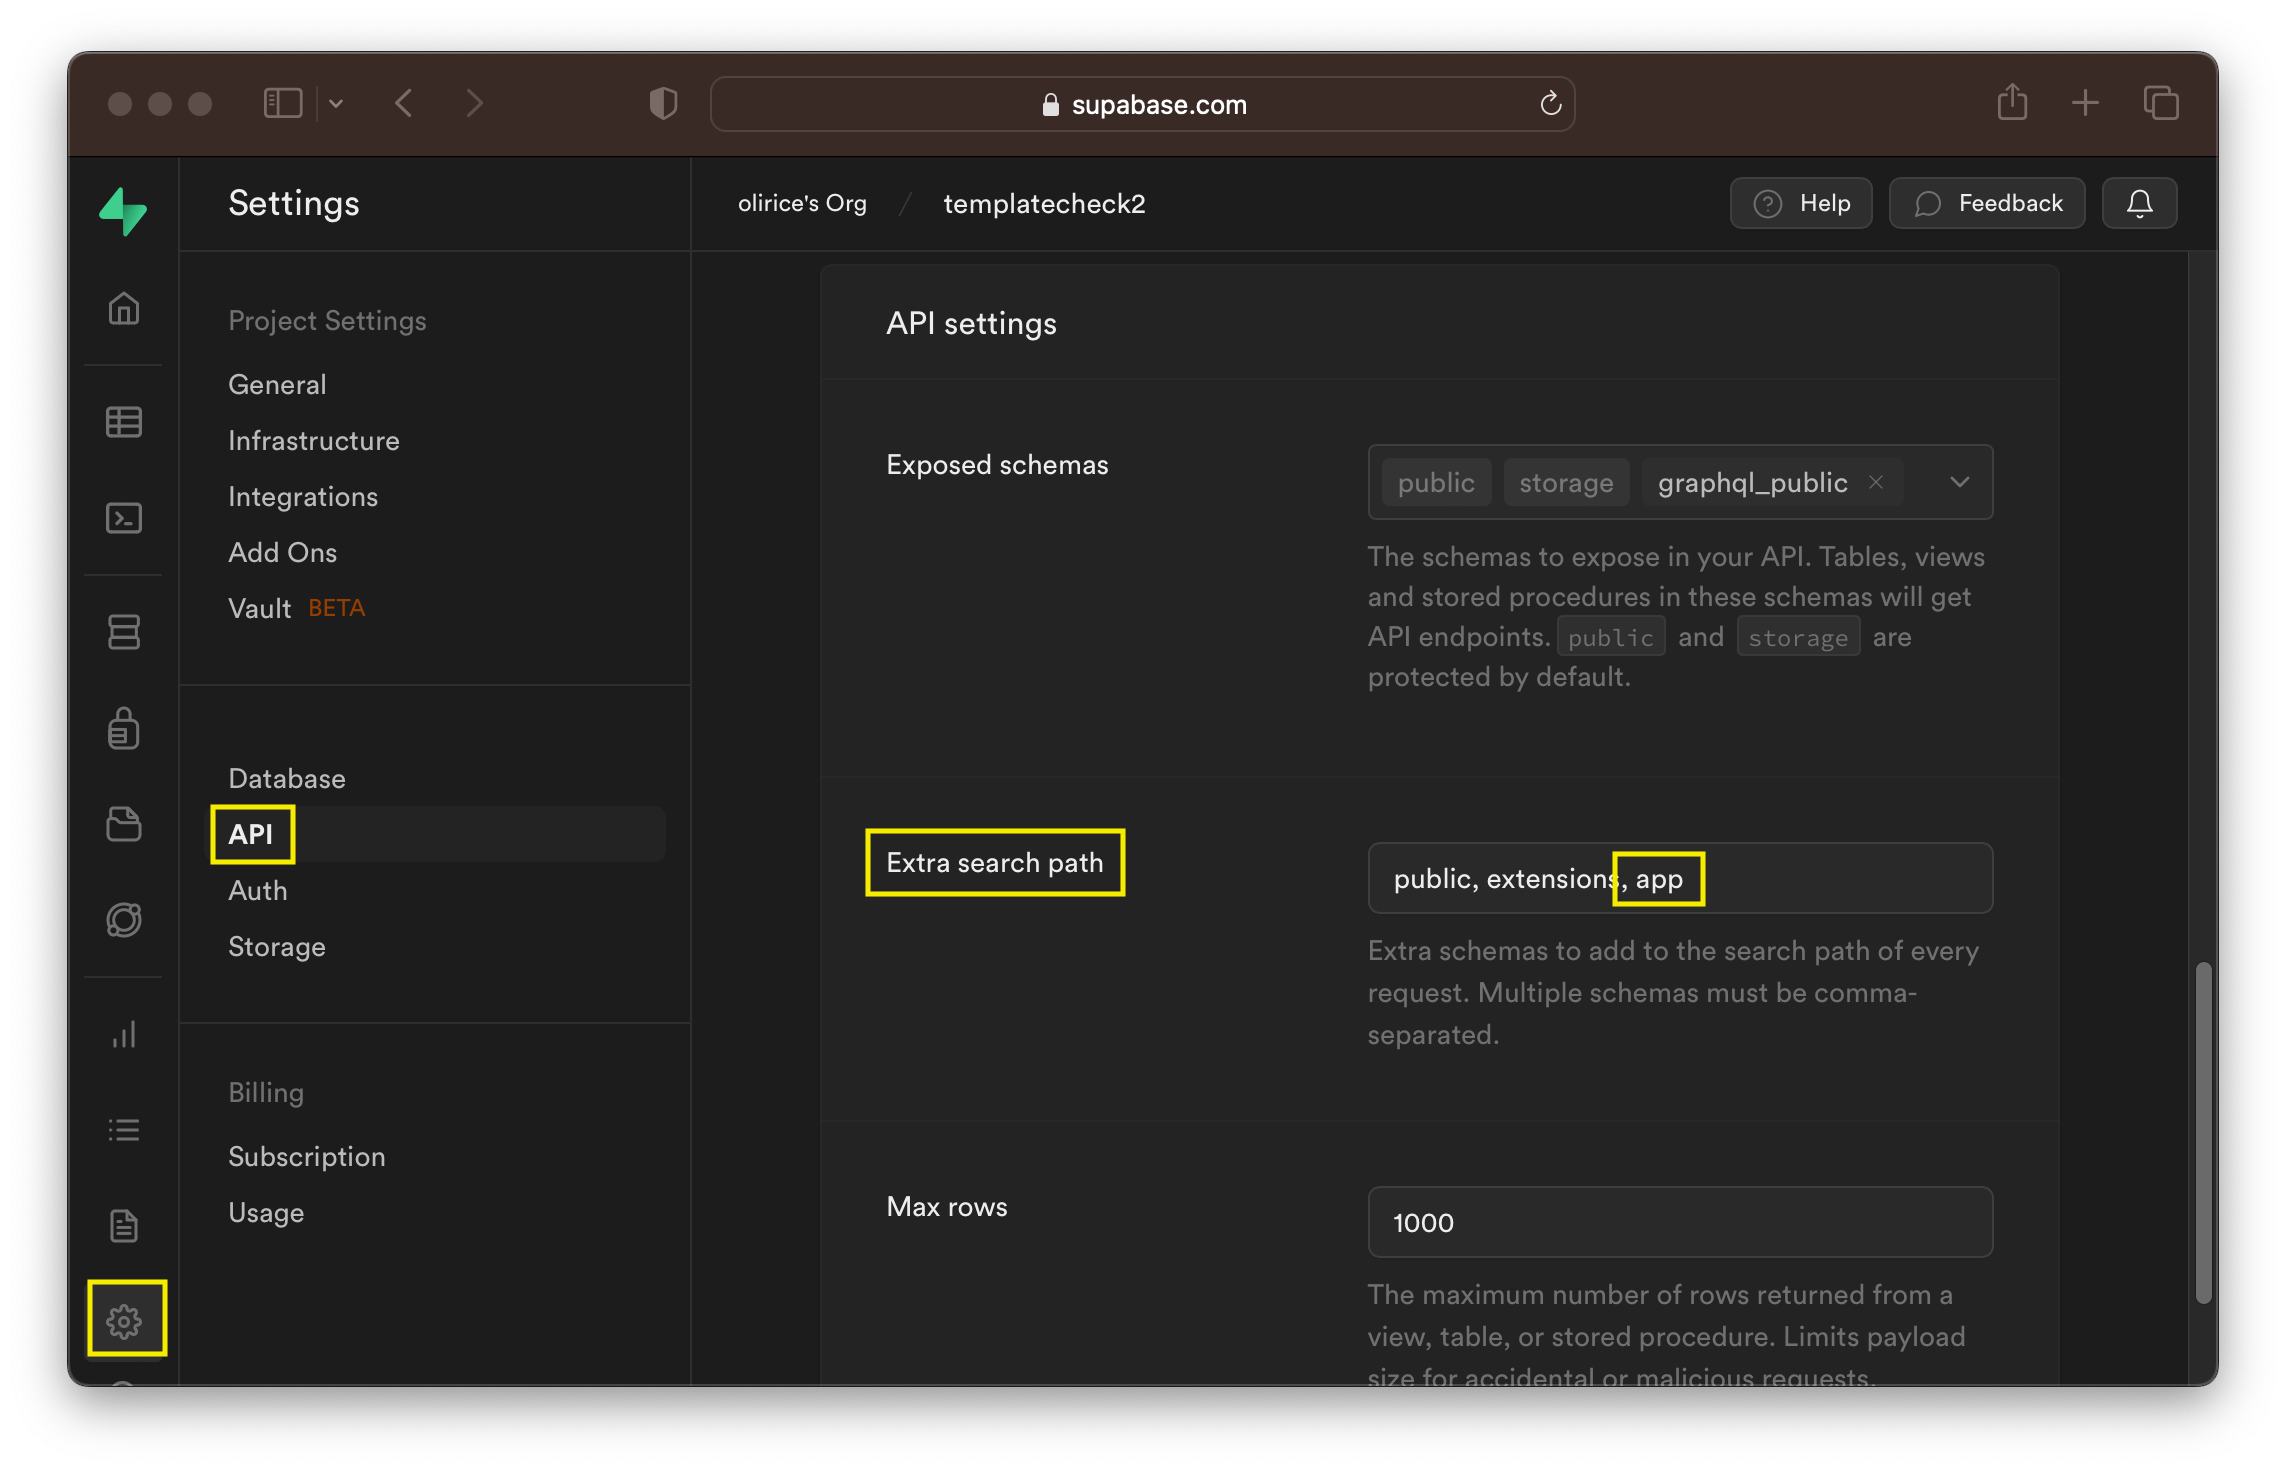 supabase.com
Settings
olirice's Org / templatecheck2
Help
Feedback
Project Settings
General
Infrastructure
Integrations
Add Ons
Vault BETA
Database
API
Auth
Storage
Billing
Subscription
Usage
API settings
Exposed schemas
public storage graphql_public
The schemas to expose in your API. Tables, views
and stored procedures in these schemas will get
API endpoints. public and storage are
protected by default.
Extra search path
public, extensions, app
Extra schemas to add to the search path of every
request. Multiple schemas must be comma-
separated.
Max rows
1000
The maximum number of rows returned from a
view, table, or stored procedure. Limits payload
size for accidental or malicious requests.